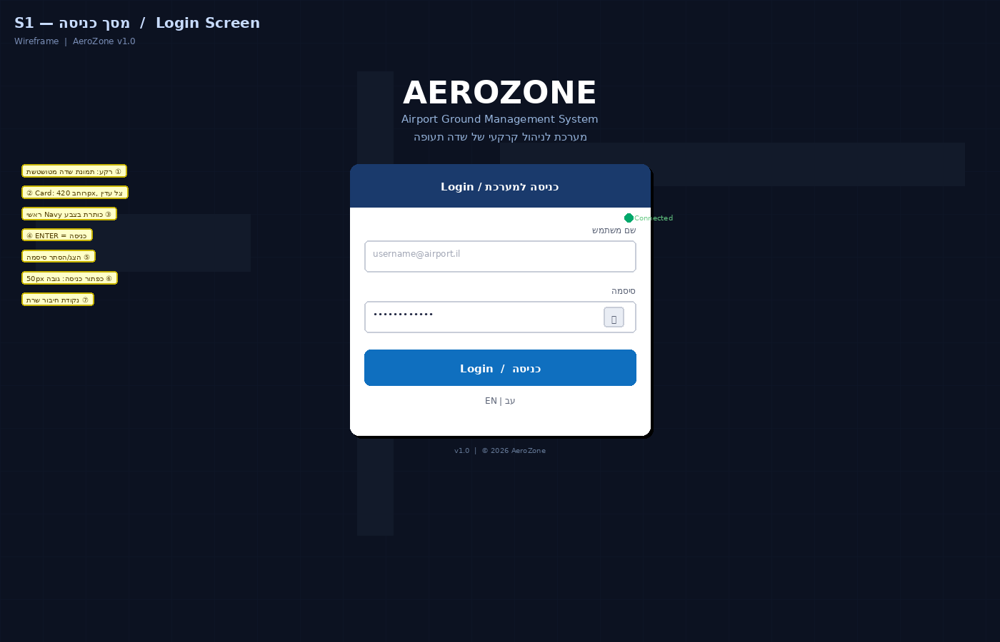 S1 — מסך כניסה / Login Screen
Wireframe | AeroZone v1.0
AEROZONE
Airport Ground Management System
מערכת לניהול קרקעי של שדה תעופה
① רקע: תמונת שדה מטושטשת
② Card: 420 רוחבpx, צל עדין
③ כותרת בצבע Navy ראשי
④ ENTER = כניסה
⑤ הצג/הסתר סיסמה
⑥ כפתור כניסה: גובה 50px
⑦ נקודת חיבור שרת
כניסה למערכת / Login
Connected
שם משתמש
username@airport.il
סיסמה
••••••••••••
כניסה / Login
עב | EN
v1.0 | © 2026 AeroZone